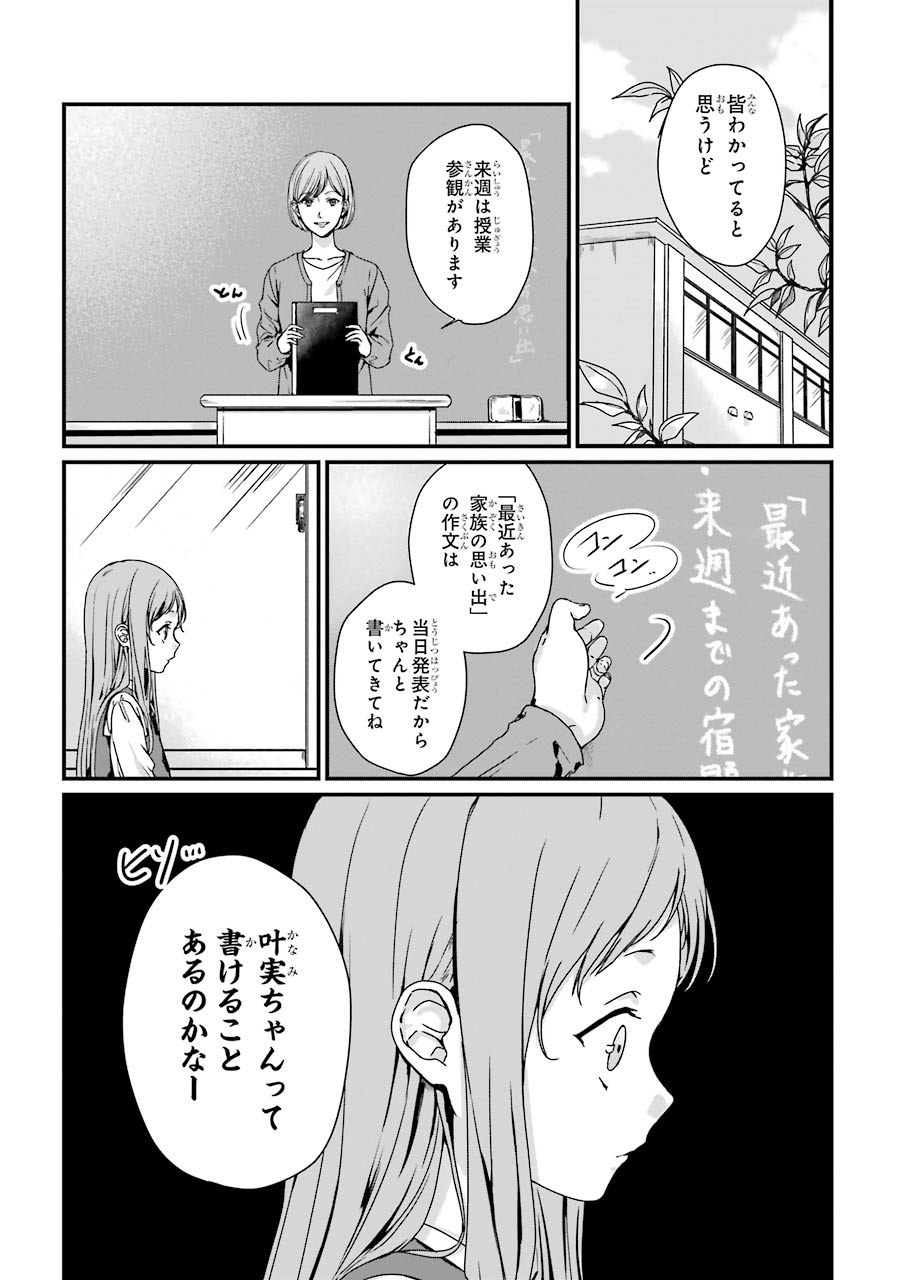 皆わかってると
思うけど
来週は授業
参観があります
とん
とん
思い出」
「最近あった家
・来週までの宿題
コン
コン
「最近あった
家族の思い出」
の作文は
当日発表だから
ちゃんと
書いてきてね
ヒソ…
叶実ちゃんって
書けること
あるのかなー